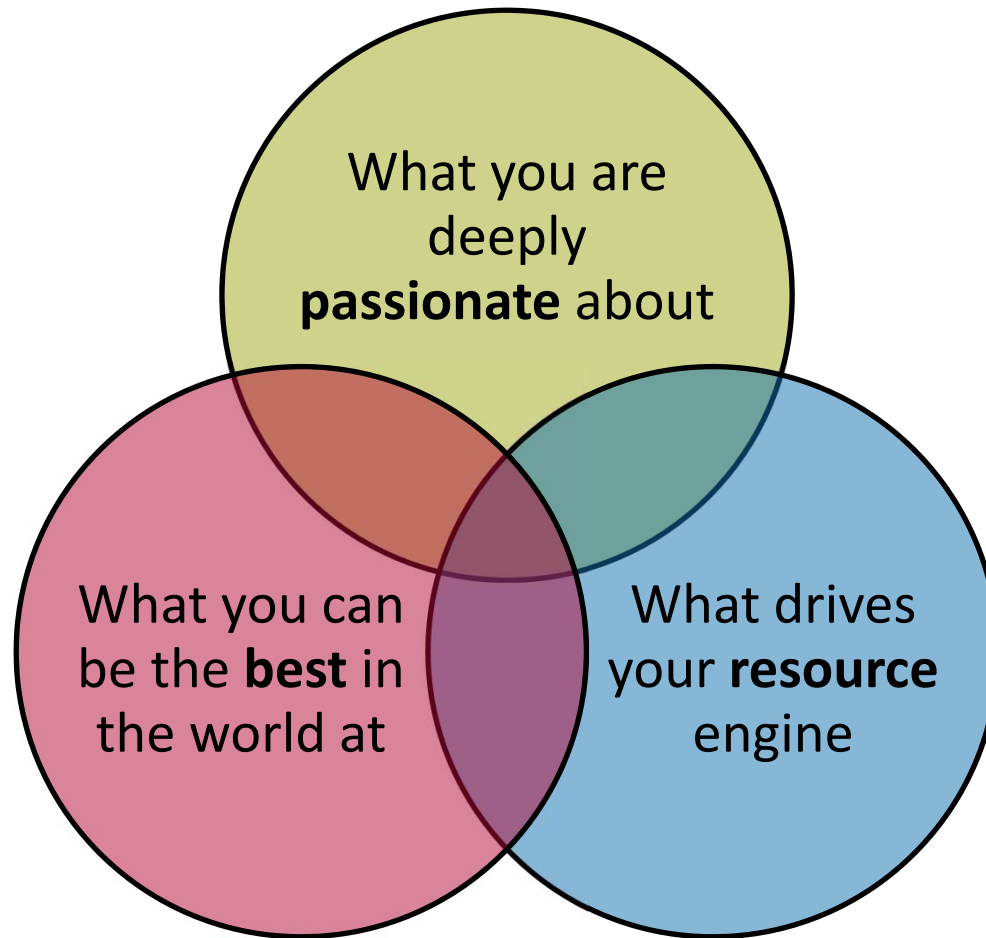 What you are
deeply
passionate about
What you can
be the best in
the world at
What drives
your resource
engine